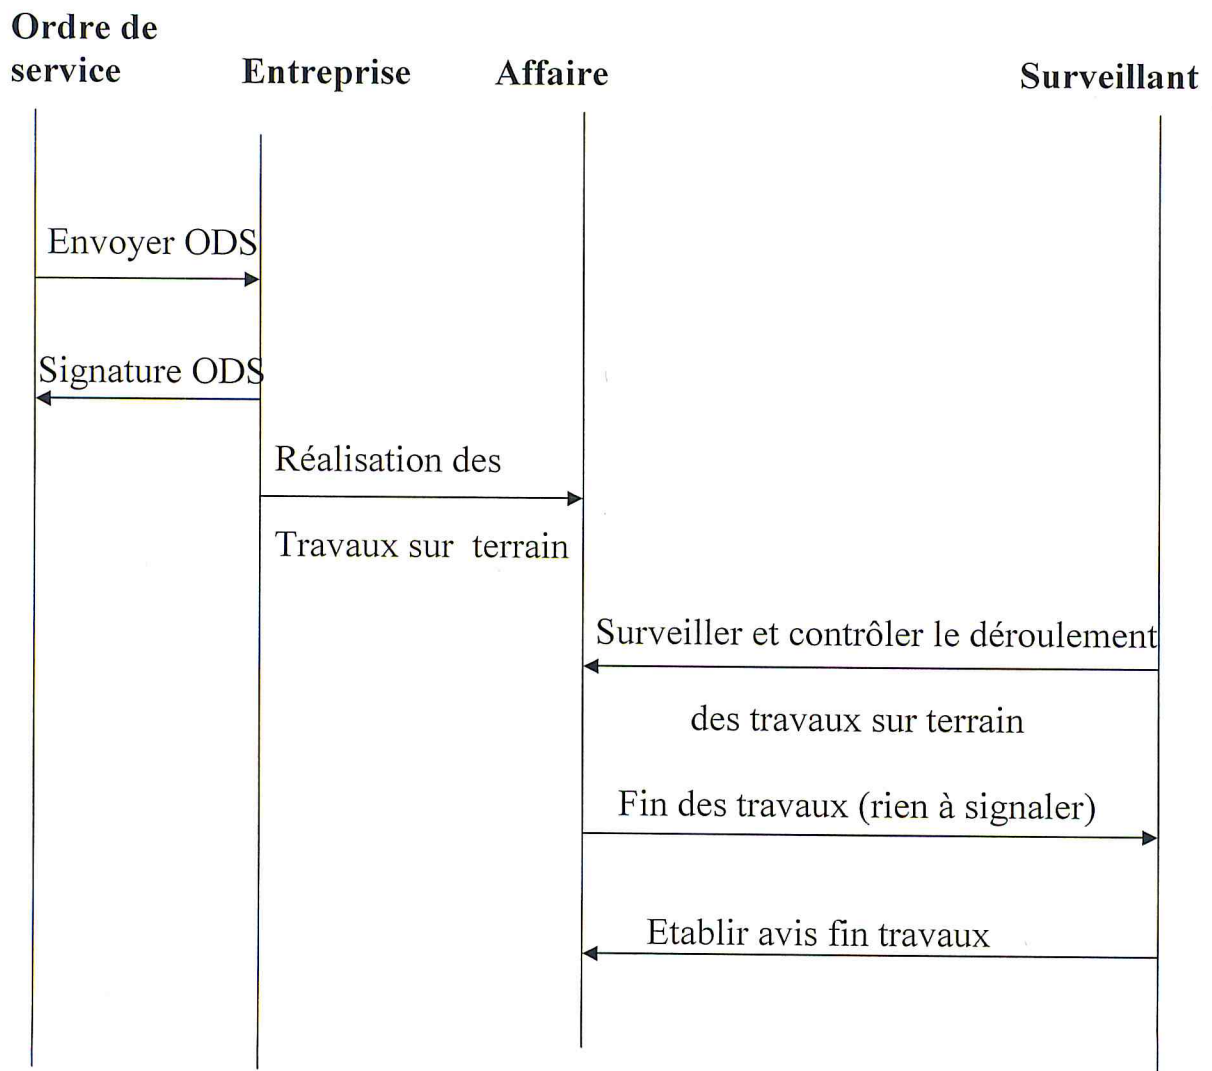 Ordre de
service
Entreprise
Affaire
Surveillant
Envoyer ODS
Signature ODS
Réalisation des
Travaux sur terrain
Surveiller et contrôler le déroulement
des travaux sur terrain
Fin des travaux (rien à signaler)
Etablir avis fin travaux